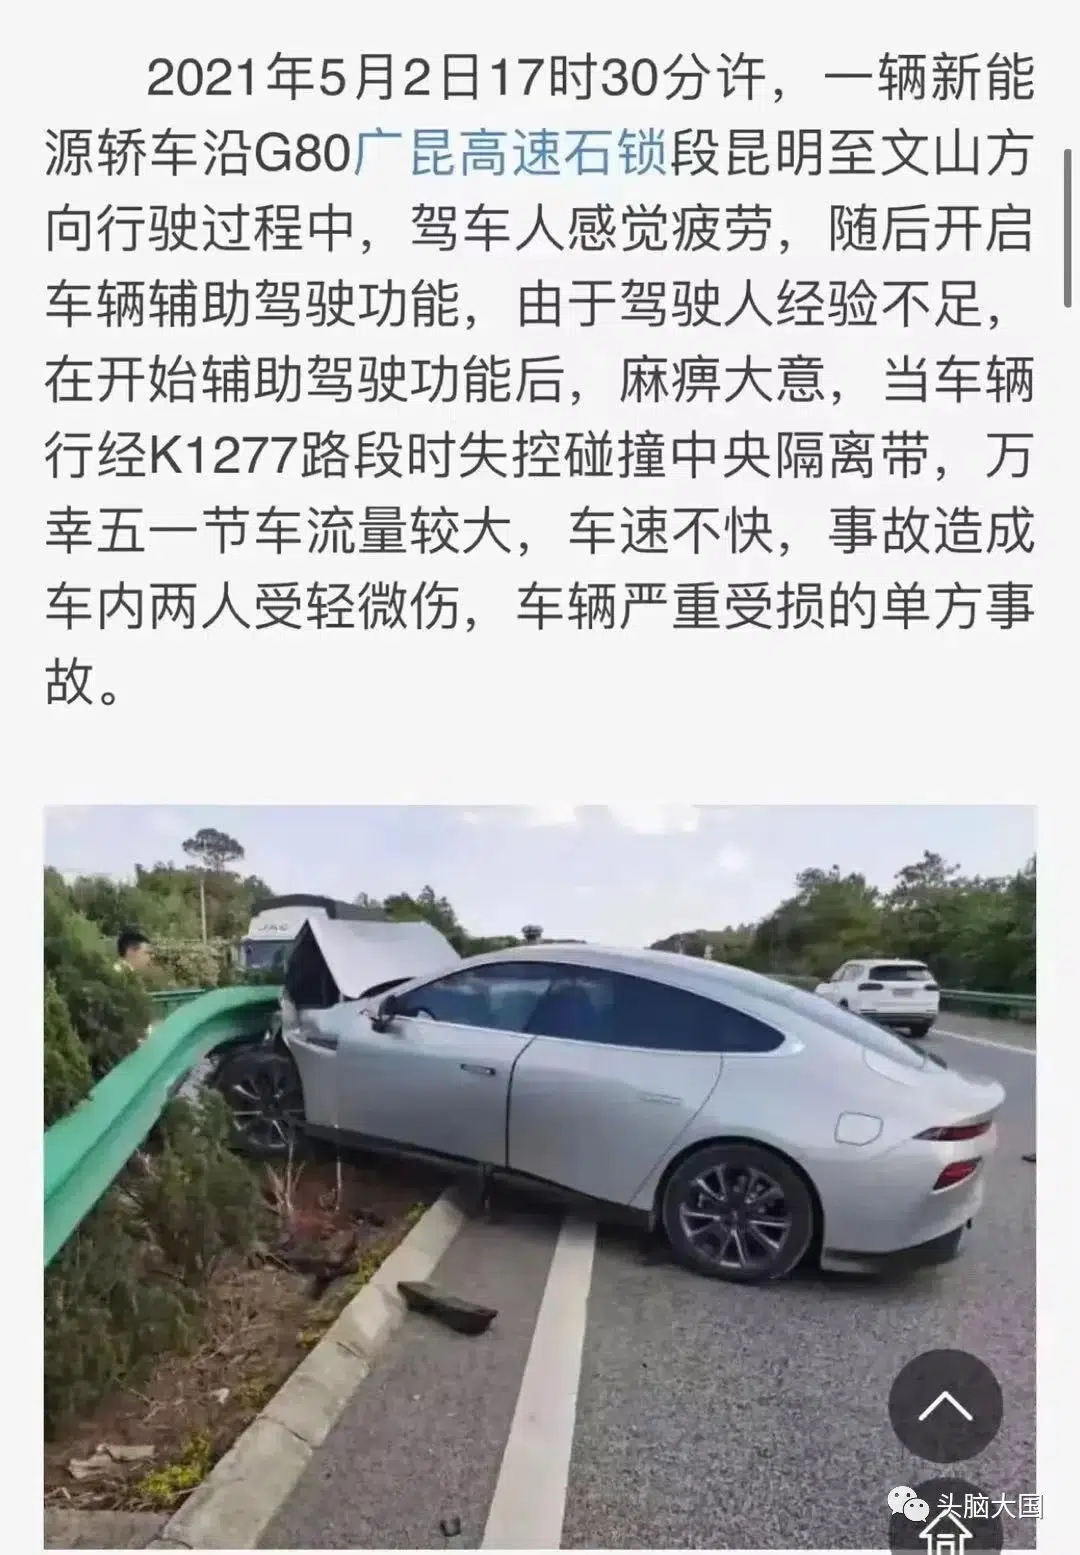 2021年5月2日17时30分许，一辆新能
源轿车沿G80广昆高速石锁段昆明至文山方
向行驶过程中，驾车人感觉疲劳，随后开启
车辆辅助驾驶功能，由于驾驶人经验不足，
在开始辅助驾驶功能后，麻痹大意，当车辆
行经K1277路段时失控碰撞中央隔离带，万
幸五一节车流量较大，车速不快，事故造成
车内两人受轻微伤，车辆严重受损的单方事
故。
JAC
头脑大国